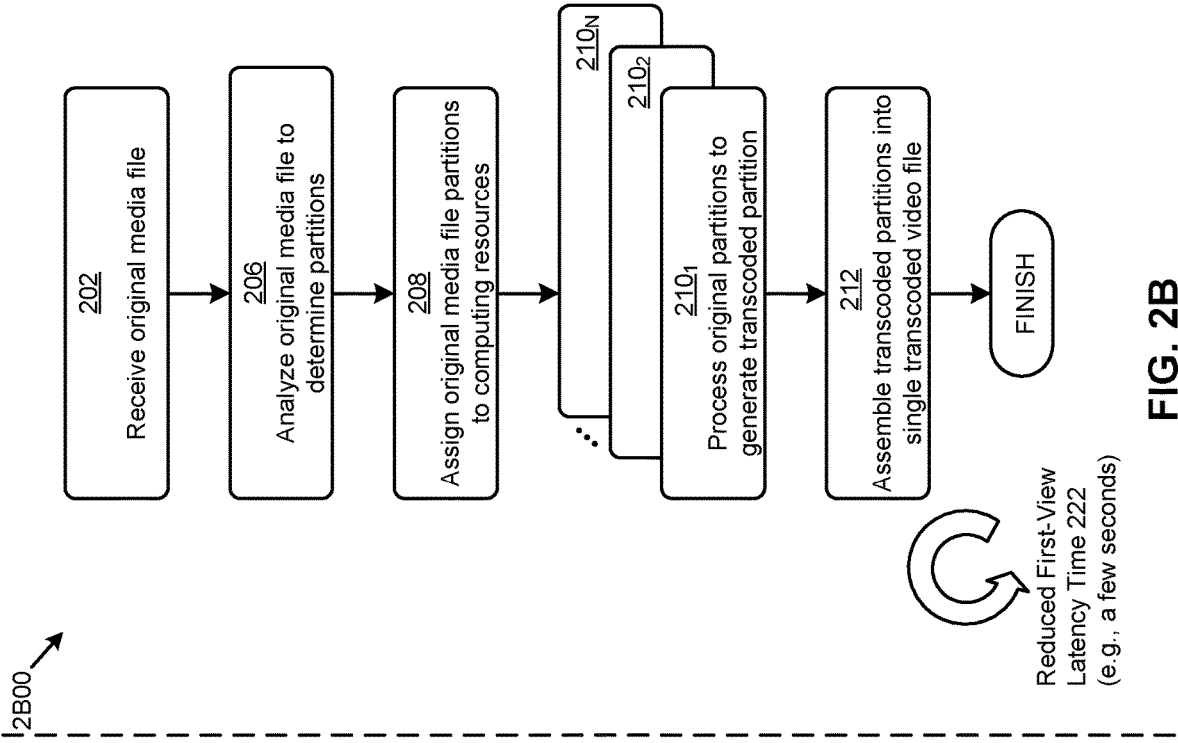 2B00
202
Receive original media file
206
Analyze original media file to
determine partitions
208
Assign original media file partitions
to computing resources
210N
2102
2101
Process original partitions to
generate transcoded partition
212
Assemble transcoded partitions into
single transcoded video file
FINISH
Reduced First-View
Latency Time 222
(e.g., a few seconds)
FIG. 2B